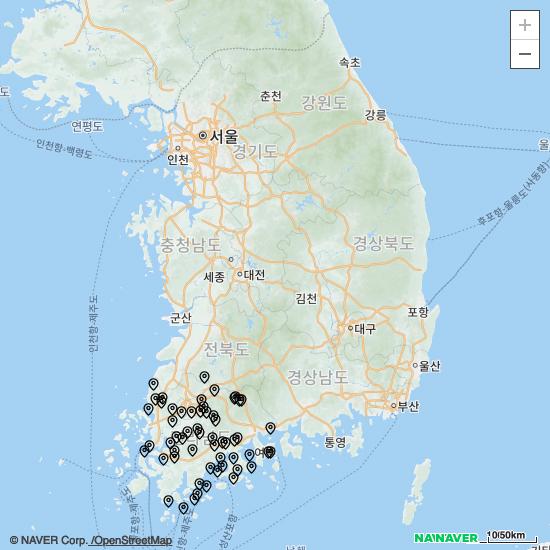 +
−
속초
도
춘천
강원도
강릉
연평도
서울
인천
경기도
인천항-백령도
울
후포항-울릉도(사동항)
충청남도
경상북도
세종
대전
김천
인천항-제주도
군산
포항
전북도
대구
경상남도
울산
부산
통영
여
성산포항
© NAVER Corp. /OpenStreetMap
NAVER
10/50km